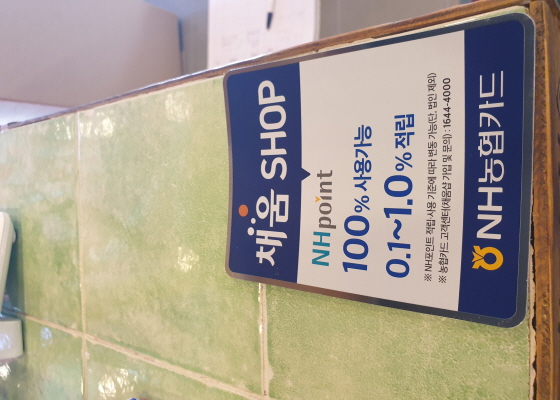 채움 SHOP
NHpoint
100% 사용가능
0.1~1.0% 적립
※ NH포인트 적립 사용 기준에 따라 변동 가능(단, 법인 제외)
※ 농협카드 고객센터(채움샵 가입 및 문의) : 1644-4000
NH농협카드